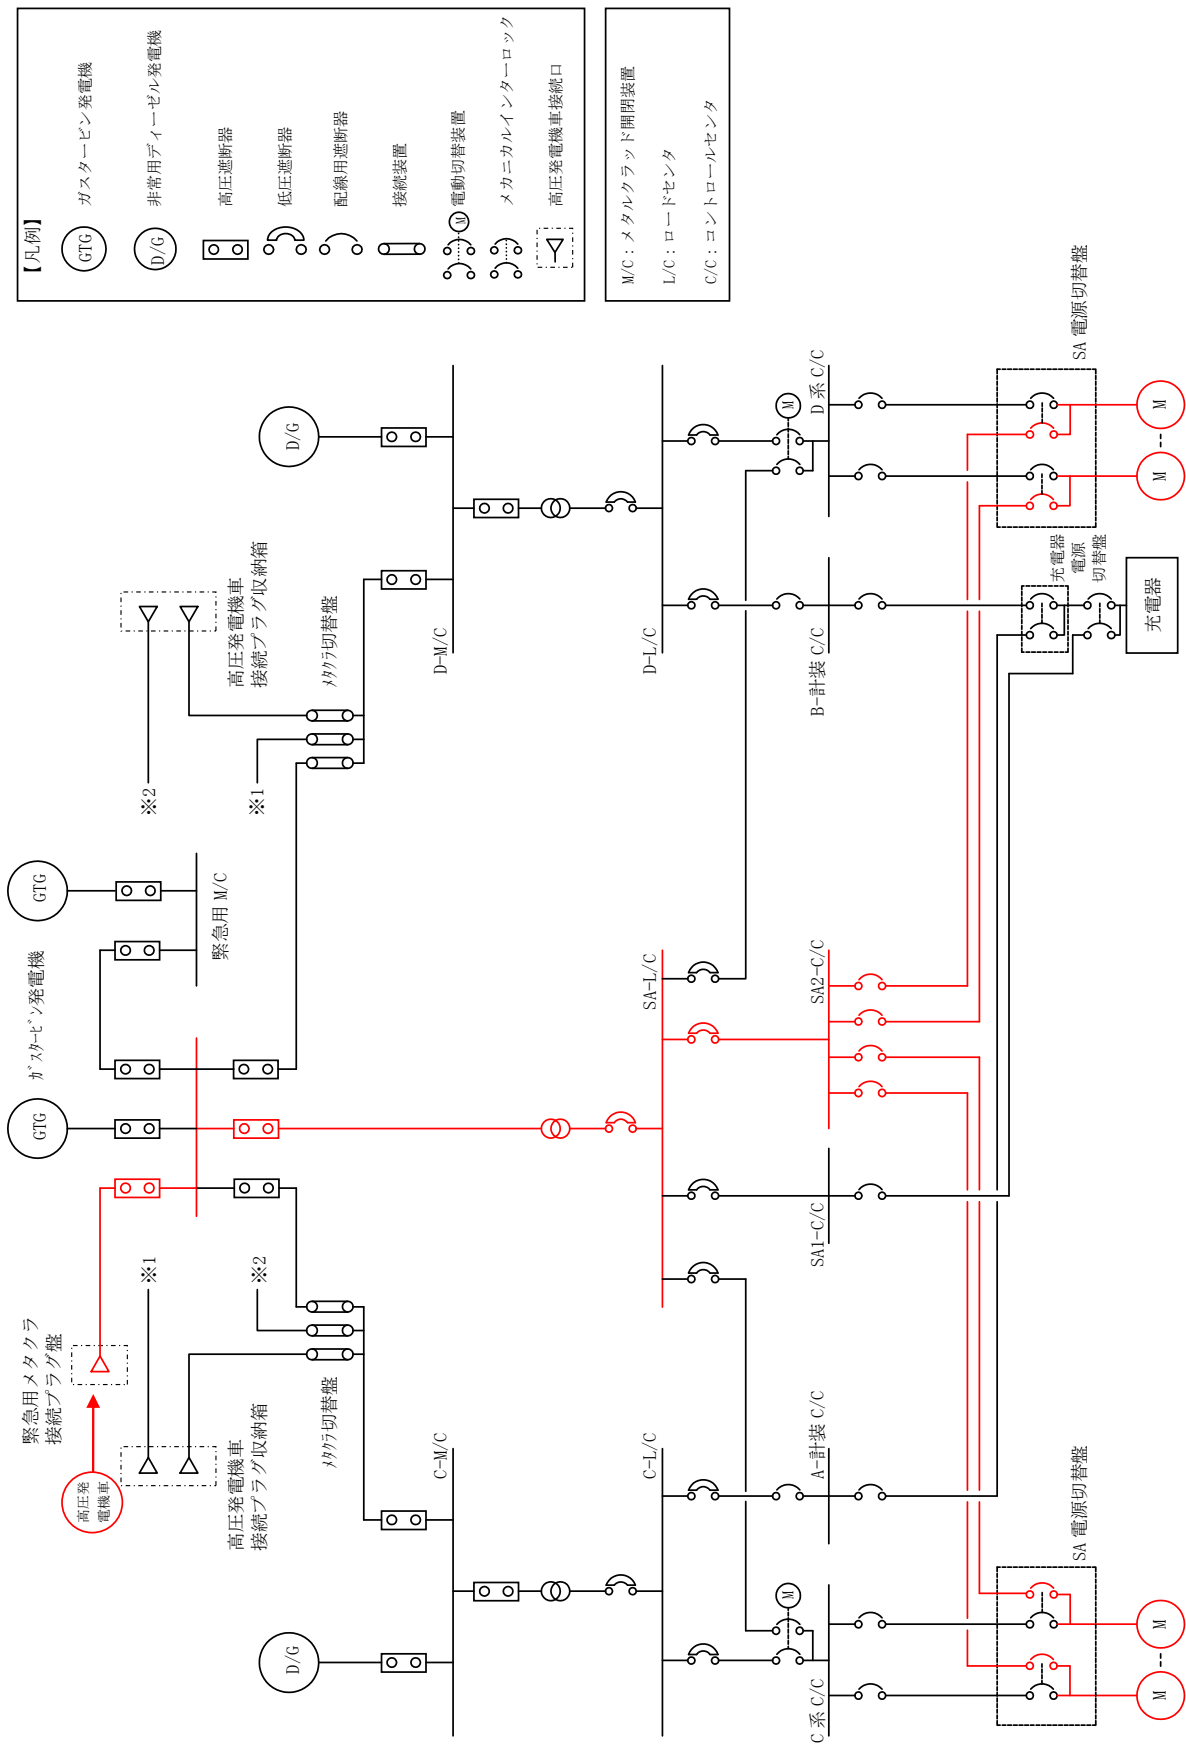 【凡例】
GTG
ガスタービン発電機
D/G
非常用ディーゼル発電機
高圧遮断器
低圧遮断器
配線用遮断器
接続装置
M
電動切替装置
メカニカルインターロック
高圧発電機車接続口
M/C：メタルクラッド開閉装置
L/C：ロードセンタ
C/C：コントロールセンタ
緊急用メタクラ
接続プラグ盤
高圧発
電機車
※1
※2
高圧発電機車
接続プラグ収納箱
ﾒﾀｸﾗ切替盤
GTG
ｶﾞｽﾀｰﾋﾞﾝ発電機
GTG
緊急用 M/C
※2
※1
高圧発電機車
接続プラグ収納箱
ﾒﾀｸﾗ切替盤
D/G
D/G
C-M/C
D-M/C
C-L/C
SA-L/C
D-L/C
M
M
C 系 C/C
A-計装 C/C
SA1-C/C
SA2-C/C
B-計装 C/C
D 系 C/C
SA 電源切替盤
充電器
電源
切替盤
SA 電源切替盤
M
M
充電器
M
M